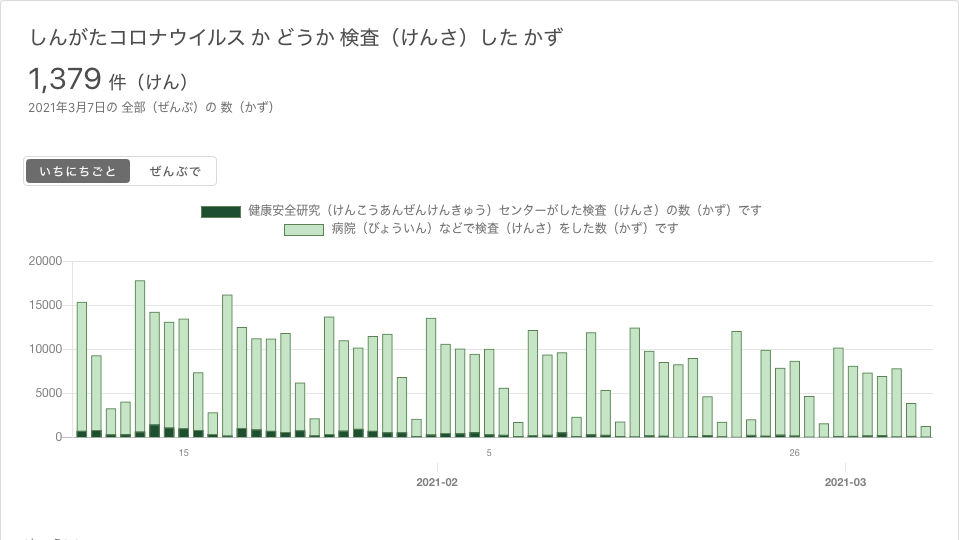 しんがたコロナウイルス か どうか 検査（けんさ）した かず
1,379 件（けん）
2021年3月7日の 全部（ぜんぶ）の 数（かず）
いちにちごと ぜんぶで
健康安全研究（けんこうあんぜんけんきゅう）センターがした検査（けんさ）の数（かず）です
病院（びょういん）などで検査（けんさ）をした数（かず）です
20000
15000
10000
5000
0
15 5 26
2021-02 2021-03